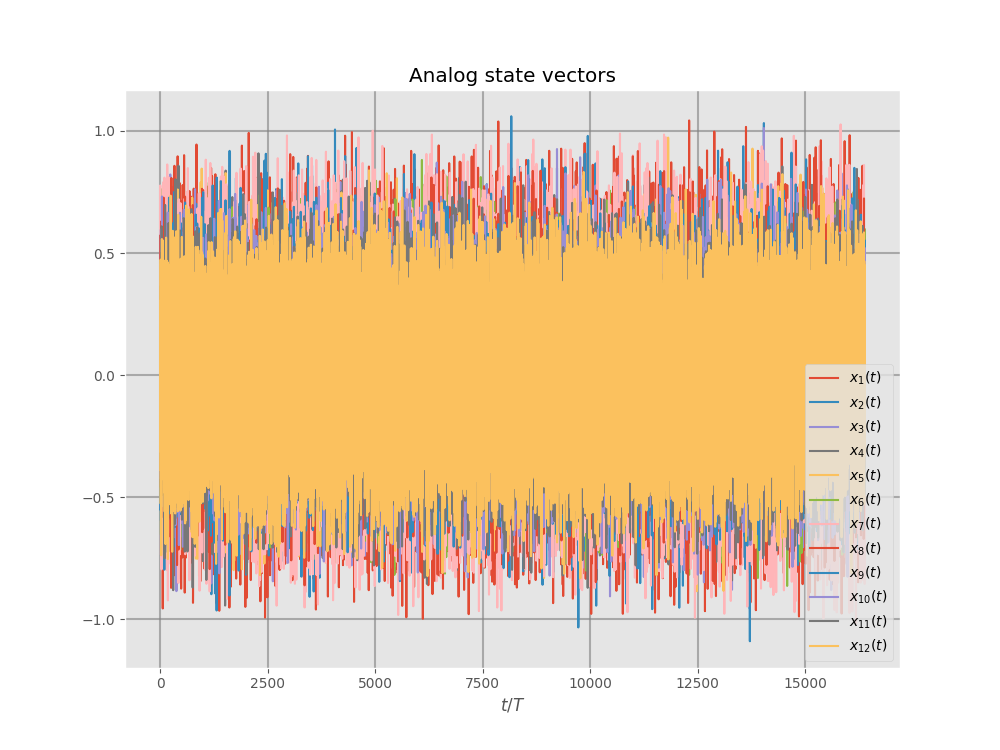 Analog state vectors
1.0
0.5
0.0
−0.5
−1.0
0 2500 5000 7500 10000 12500 15000
t/T
x₁(t)
x₂(t)
x₃(t)
x₄(t)
x₅(t)
x₆(t)
x₇(t)
x₈(t)
x₉(t)
x₁₀(t)
x₁₁(t)
x₁₂(t)